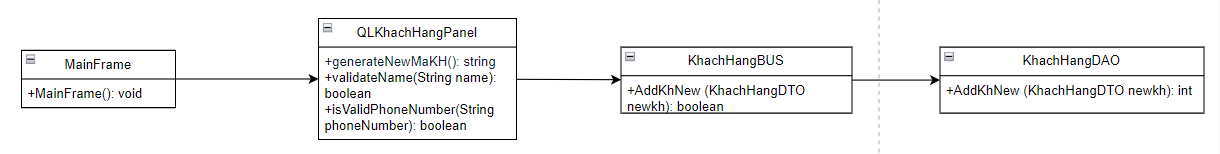 MainFrame
+MainFrame(): void
QLKhachHangPanel
+generateNewMaKH(): string
+validateName(String name):
boolean
+isValidPhoneNumber(String
phoneNumber): boolean
KhachHangBUS
+AddKhNew (KhachHangDTO
newkh): boolean
KhachHangDAO
+AddKhNew (KhachHangDTO newkh): int